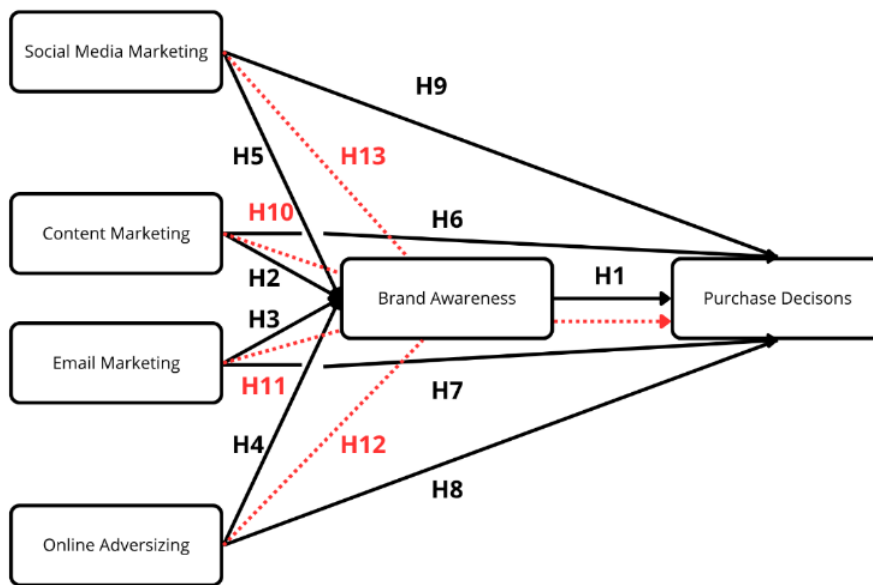 Social Media Marketing
H9
H5
H13
Content Marketing
H10
H6
H2
Brand Awareness
H1
Purchase Decisons
H3
Email Marketing
H11
H7
H4
H12
H8
Online Adversizing